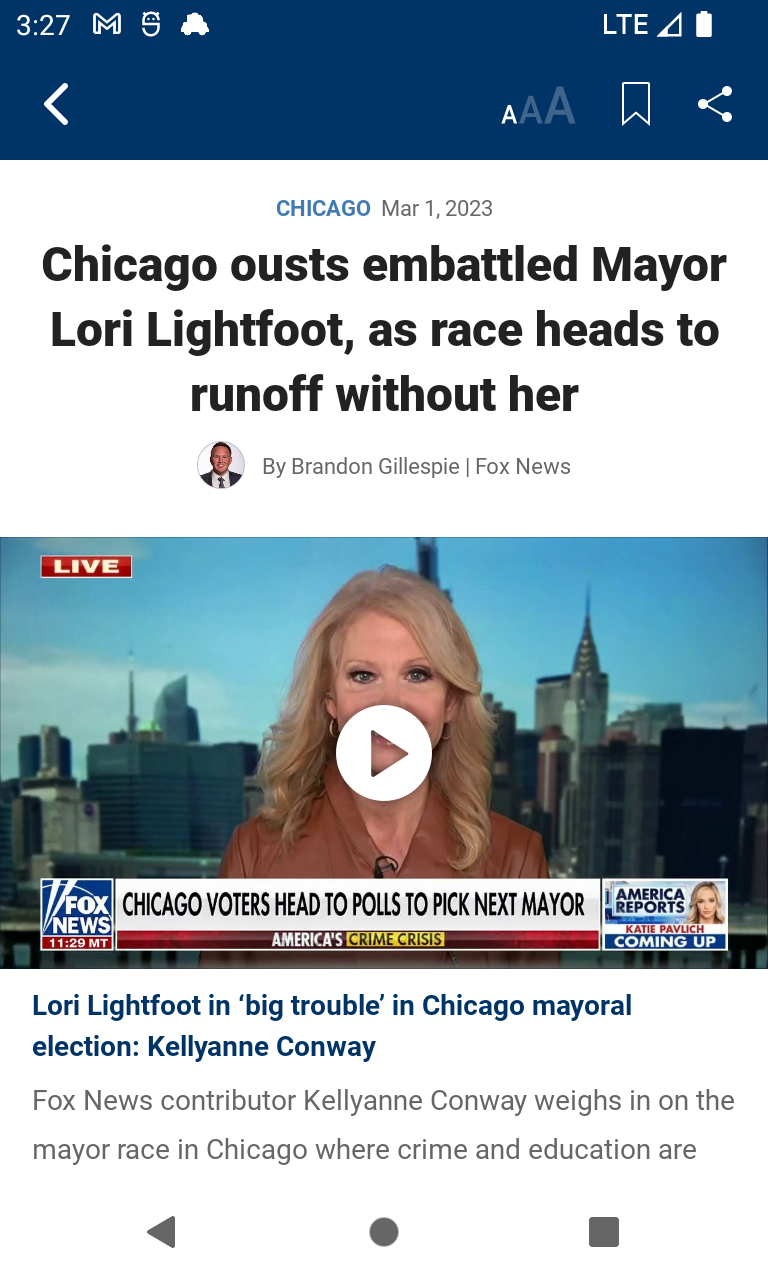 3:27
LTE
AAA
CHICAGO Mar 1, 2023
Chicago ousts embattled Mayor
Lori Lightfoot, as race heads to
runoff without her
By Brandon Gillespie | Fox News
LIVE
FOX
NEWS
11:29 MT
CHICAGO VOTERS HEAD TO POLLS TO PICK NEXT MAYOR
AMERICA'S CRIME CRISIS
AMERICA
REPORTS
KATIE PAVLICH
COMING UP
Lori Lightfoot in ‘big trouble’ in Chicago mayoral
election: Kellyanne Conway
Fox News contributor Kellyanne Conway weighs in on the
mayor race in Chicago where crime and education are